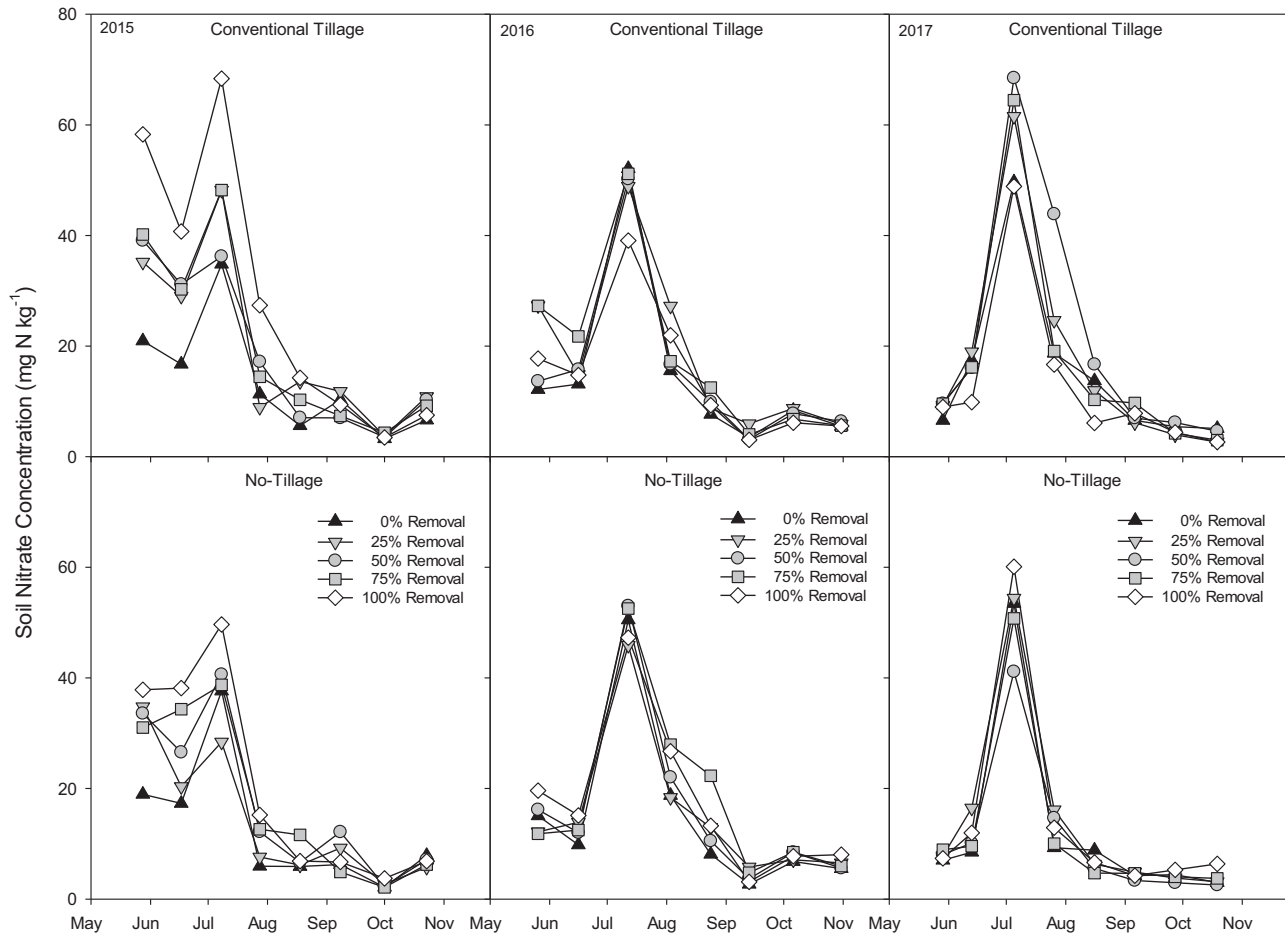 2015 Conventional Tillage
2016 Conventional Tillage
2017 Conventional Tillage
80
60
40
20
0
Soil Nitrate Concentration (mg N kg-1)
No-Tillage
0% Removal
25% Removal
50% Removal
75% Removal
100% Removal
No-Tillage
0% Removal
25% Removal
50% Removal
75% Removal
100% Removal
No-Tillage
0% Removal
25% Removal
50% Removal
75% Removal
100% Removal
60
40
20
0
May Jun Jul Aug Sep Oct Nov May Jun Jul Aug Sep Oct Nov May Jun Jul Aug Sep Oct Nov